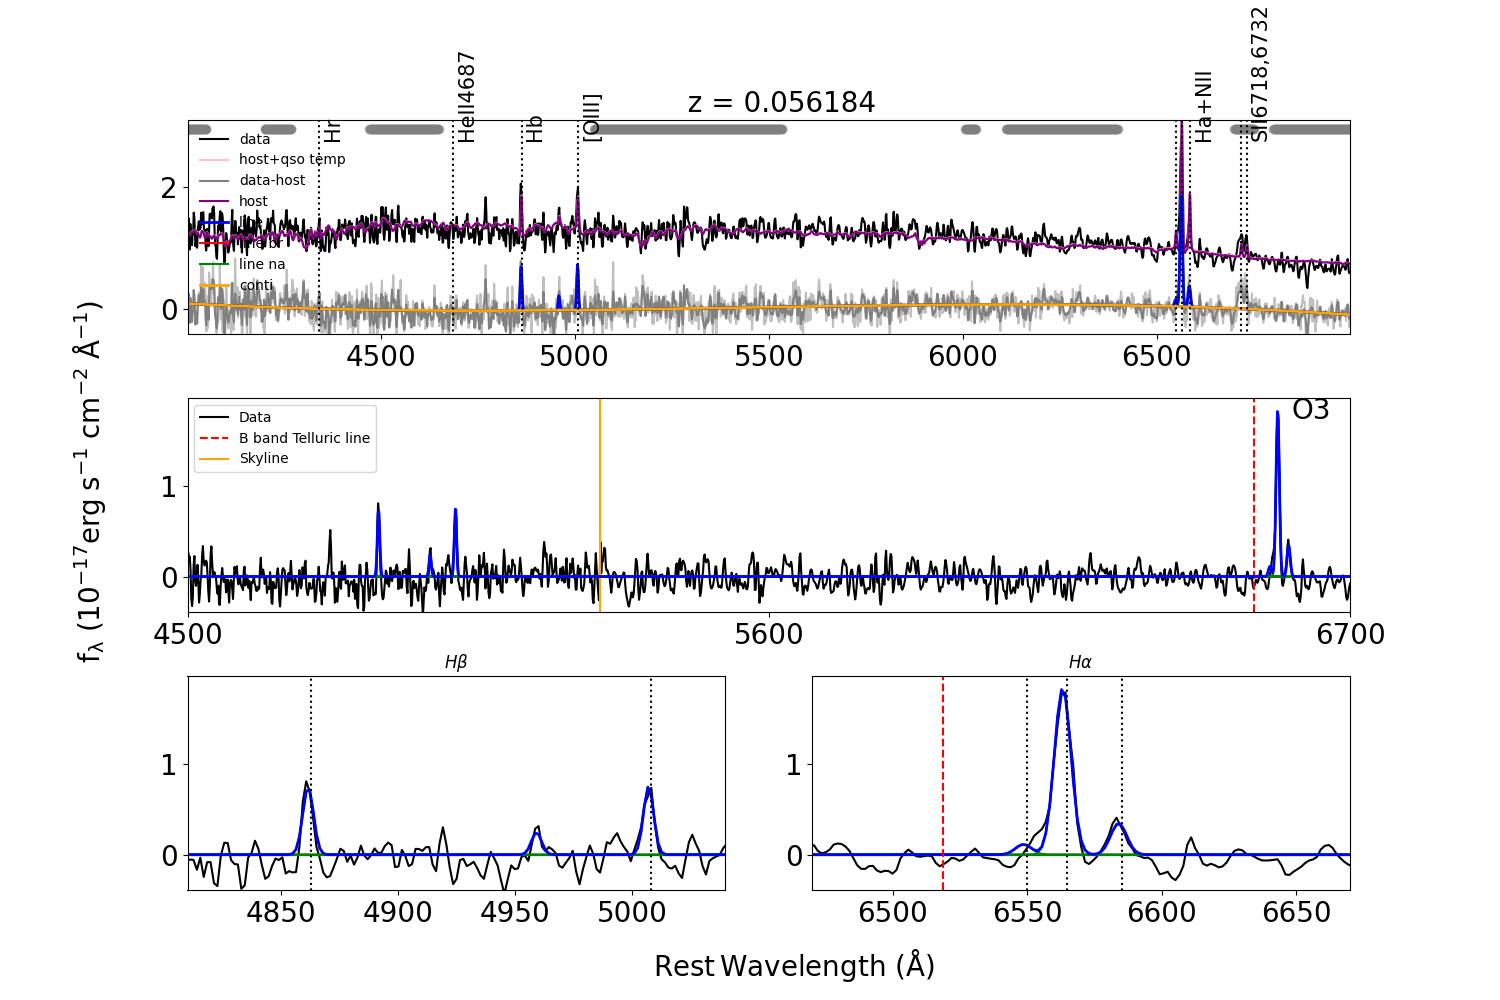 z = 0.056184
Hr
HeII4687
Hb
[OIII]
Ha+NII
SII6718,6732
data
host+qso temp
data-host
host
line na
conti
2
0
4500
5000
5500
6000
6500
fλ (10⁻¹⁷erg s⁻¹ cm⁻² Å⁻¹)
Data
B band Telluric line
Skyline
O3
1
0
4500
5600
6700
Hβ
1
0
4850
4900
4950
5000
Hα
1
0
6500
6550
6600
6650
Rest Wavelength (Å)